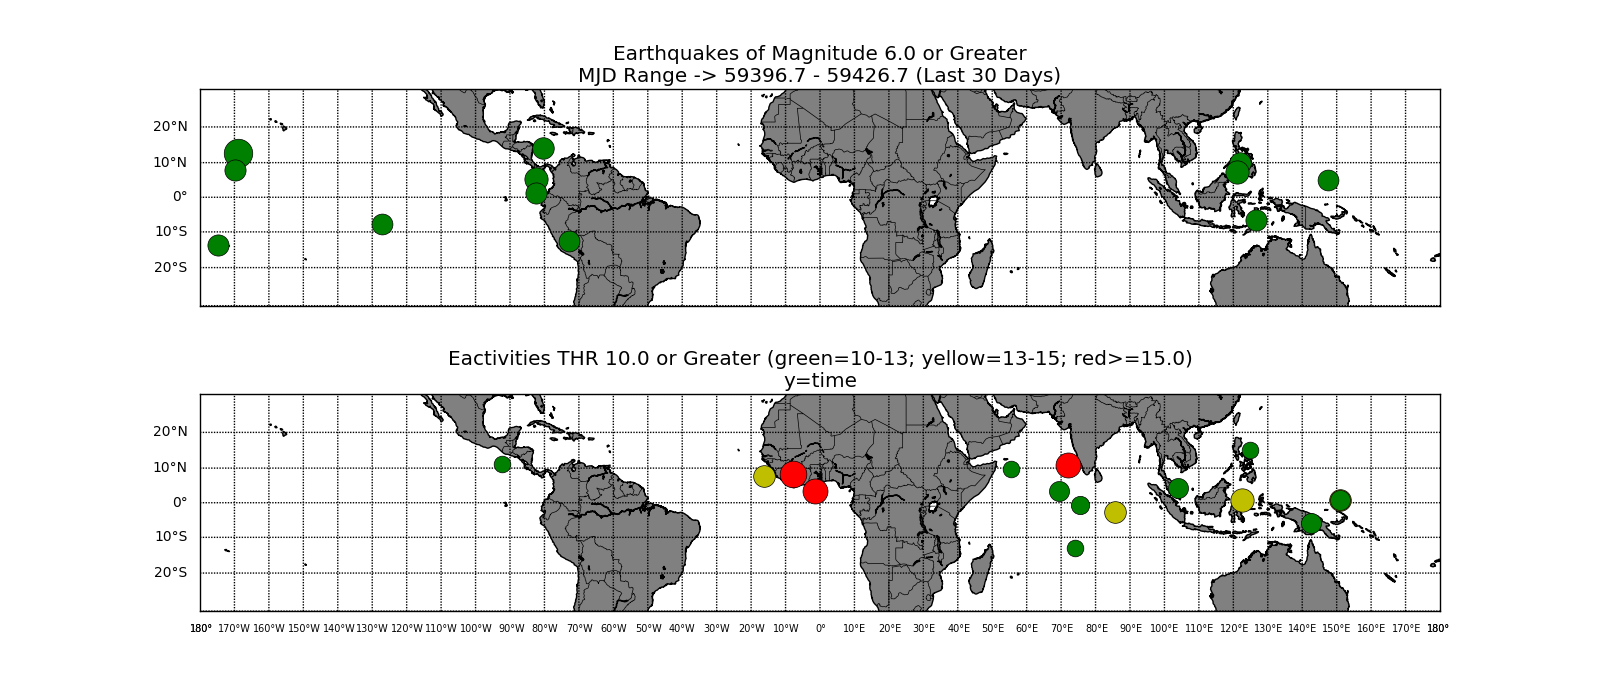 Earthquakes of Magnitude 6.0 or Greater
MJD Range -> 59396.7 - 59426.7 (Last 30 Days)
20°N
10°N
0°
10°S
20°S
Eactivities THR 10.0 or Greater (green=10-13; yellow=13-15; red>=15.0)
y=time
20°N
10°N
0°
10°S
20°S
180° 170°W 160°W 150°W 140°W 130°W 120°W 110°W 100°W 90°W 80°W 70°W 60°W 50°W 40°W 30°W 20°W 10°W 0° 10°E 20°E 30°E 40°E 50°E 60°E 70°E 80°E 90°E 100°E 110°E 120°E 130°E 140°E 150°E 160°E 170°E 180°